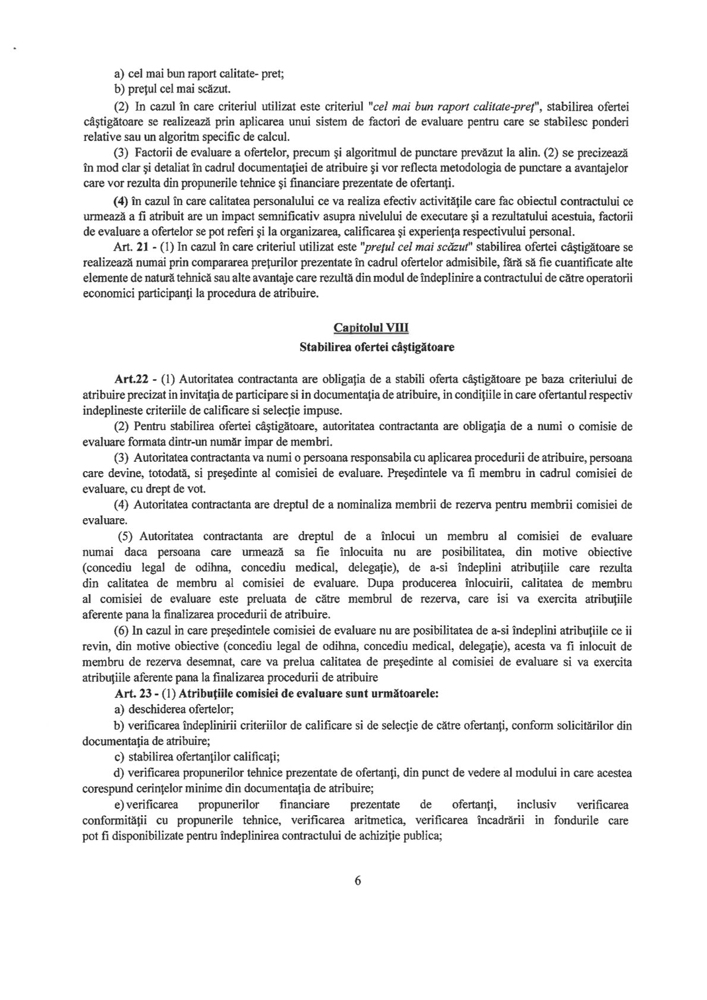 a) cel mai bun raport calitate- pret;
b) preţul cel mai scăzut.
(2) In cazul în care criteriul utilizat este criteriul "cel mai bun raport calitate-preţ", stabilirea ofertei
câştigătoare se realizează prin aplicarea unui sistem de factori de evaluare pentru care se stabilesc ponderi
relative sau un algoritm specific de calcul.
(3) Factorii de evaluare a ofertelor, precum şi algoritmul de punctare prevăzut la alin. (2) se precizează
în mod clar şi detaliat în cadrul documentaţiei de atribuire şi vor reflecta metodologia de punctare a avantajelor
care vor rezulta din propunerile tehnice şi financiare prezentate de ofertanţi.
(4) în cazul în care calitatea personalului ce va realiza efectiv activităţile care fac obiectul contractului ce
urmează a fi atribuit are un impact semnificativ asupra nivelului de executare şi a rezultatului acestuia, factorii
de evaluare a ofertelor se pot referi şi la organizarea, calificarea şi experienţa respectivului personal.
Art. 21 - (1) In cazul în care criteriul utilizat este "preţul cel mai scăzut" stabilirea ofertei câştigătoare se
realizează numai prin compararea preţurilor prezentate în cadrul ofertelor admisibile, fără să fie cuantificate alte
elemente de natură tehnică sau alte avantaje care rezultă din modul de îndeplinire a contractului de către operatorii
economici participanţi la procedura de atribuire.
Capitolul VIII
Stabilirea ofertei câştigătoare
Art.22 - (1) Autoritatea contractanta are obligaţia de a stabili oferta câştigătoare pe baza criteriului de
atribuire precizat in invitaţia de participare si in documentaţia de atribuire, in condiţiile in care ofertantul respectiv
indeplineste criteriile de calificare si selecţie impuse.
(2) Pentru stabilirea ofertei câştigătoare, autoritatea contractanta are obligaţia de a numi o comisie de
evaluare formata dintr-un număr impar de membri.
(3) Autoritatea contractanta va numi o persoana responsabila cu aplicarea procedurii de atribuire, persoana
care devine, totodată, si preşedinte al comisiei de evaluare. Preşedintele va fi membru in cadrul comisiei de
evaluare, cu drept de vot.
(4) Autoritatea contractanta are dreptul de a nominaliza membrii de rezerva pentru membrii comisiei de
evaluare.
(5) Autoritatea contractanta are dreptul de a înlocui un membru al comisiei de evaluare
numai daca persoana care urmează sa fie înlocuita nu are posibilitatea, din motive obiective
(concediu legal de odihna, concediu medical, delegaţie), de a-si îndeplini atribuţiile care rezulta
din calitatea de membru al comisiei de evaluare. Dupa producerea înlocuirii, calitatea de membru
al comisiei de evaluare este preluata de către membrul de rezerva, care isi va exercita atribuţiile
aferente pana la finalizarea procedurii de atribuire.
(6) In cazul in care preşedintele comisiei de evaluare nu are posibilitatea de a-si îndeplini atribuţiile ce ii
revin, din motive obiective (concediu legal de odihna, concediu medical, delegaţie), acesta va fi inlocuit de
membru de rezerva desemnat, care va prelua calitatea de preşedinte al comisiei de evaluare si va exercita
atribuţiile aferente pana la finalizarea procedurii de atribuire
Art. 23 - (1) Atribuţiile comisiei de evaluare sunt următoarele:
a) deschiderea ofertelor;
b) verificarea îndeplinirii criteriilor de calificare si de selecţie de către ofertanţi, conform solicitărilor din
documentaţia de atribuire;
c) stabilirea ofertanţilor calificaţi;
d) verificarea propunerilor tehnice prezentate de ofertanţi, din punct de vedere al modului in care acestea
corespund cerinţelor minime din documentaţia de atribuire;
e) verificarea propunerilor financiare prezentate de ofertanţi, inclusiv verificarea
conformităţii cu propunerile tehnice, verificarea aritmetica, verificarea încadrării in fondurile care
pot fi disponibilizate pentru îndeplinirea contractului de achiziţie publica;
6